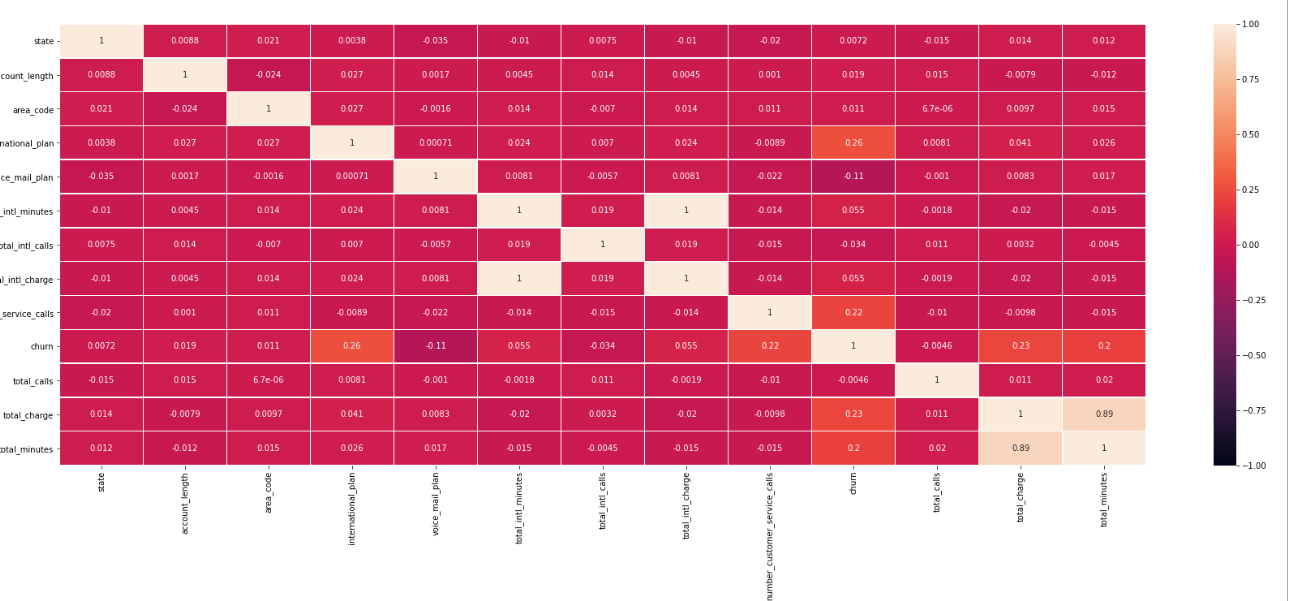 state 1 0.0088 0.021 0.0038 -0.035 -0.01 0.0075 -0.01 -0.02 0.0072 -0.015 0.014 0.012
count_length 0.0088 1 -0.024 0.027 0.0017 0.0045 0.014 0.0045 0.001 0.019 0.015 -0.0079 -0.012
area_code 0.021 -0.024 1 0.027 -0.0016 0.014 -0.007 0.014 0.011 0.011 6.7e-06 0.0097 0.015
national_plan 0.0038 0.027 0.027 1 0.00071 0.024 0.007 0.024 -0.0089 0.26 0.0081 0.041 0.026
ce_mail_plan -0.035 0.0017 -0.0016 0.00071 1 0.0081 -0.0057 0.0081 -0.022 -0.11 -0.001 0.0083 0.017
_intl_minutes -0.01 0.0045 0.014 0.024 0.0081 1 0.019 1 -0.014 0.055 -0.0018 -0.02 -0.015
otal_intl_calls 0.0075 0.014 -0.007 0.007 -0.0057 0.019 1 0.019 -0.015 -0.034 0.011 0.0032 -0.0045
al_intl_charge -0.01 0.0045 0.014 0.024 0.0081 1 0.019 1 -0.014 0.055 -0.0019 -0.02 -0.015
_service_calls -0.02 0.001 0.011 -0.0089 -0.022 -0.014 -0.015 -0.014 1 0.22 -0.01 -0.0098 -0.015
churn 0.0072 0.019 0.011 0.26 -0.11 0.055 -0.034 0.055 0.22 1 -0.0046 0.23 0.2
total_calls -0.015 0.015 6.7e-06 0.0081 -0.001 -0.0018 0.011 -0.0019 -0.01 -0.0046 1 0.011 0.02
total_charge 0.014 -0.0079 0.0097 0.041 0.0083 -0.02 0.0032 -0.02 -0.0098 0.23 0.011 1 0.89
otal_minutes 0.012 -0.012 0.015 0.026 0.017 -0.015 -0.0045 -0.015 -0.015 0.2 0.02 0.89 1
state
account_length
area_code
international_plan
voice_mail_plan
total_intl_minutes
total_intl_calls
total_intl_charge
number_customer_service_calls
churn
total_calls
total_charge
total_minutes
1.00
0.75
0.50
0.25
0.00
−0.25
−0.50
−0.75
−1.00